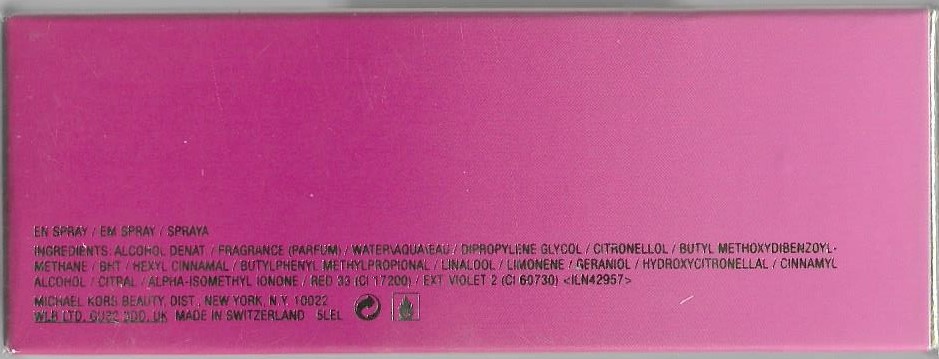 EN SPRAY / EM SPRAY / SPRAYA
INGREDIENTS: ALCOHOL DENAT / FRAGRANCE (PARFUM) / WATER\AQUA\EAU / DIPROPYLENE GLYCOL / CITRONELLOL / BUTYL METHOXYDIBENZOYL-
METHANE / BHT / HEXYL CINNAMAL / BUTYLPHENYL METHYLPROPIONAL / LINALOOL / LIMONENE / GERANIOL / HYDROXYCITRONELLAL / CINNAMYL
ALCOHOL / CITRAL / ALPHA-ISOMETHYL IONONE / RED 33 (CI 17200) / EXT. VIOLET 2 (CI 60730) <ILN42957>
MICHAEL KORS BEAUTY, DIST., NEW YORK, N.Y. 10022
WLB LTD. GU32 3DD. UK MADE IN SWITZERLAND 5LEL